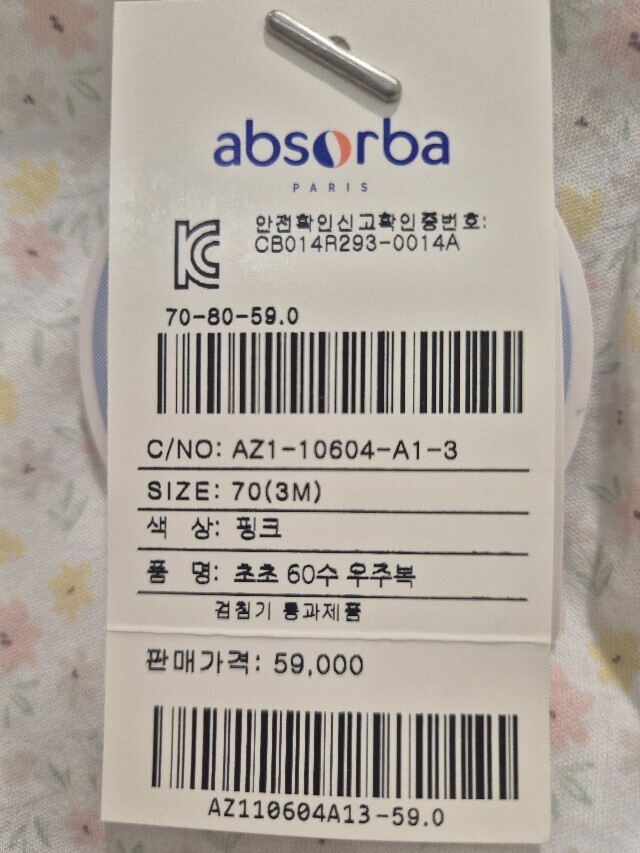 absorba
PARIS
안전확인신고확인증번호:
CB014R293-0014A
70-80-59.0
C/NO: AZ1-10604-A1-3
SIZE: 70(3M)
색 상: 핑크
품 명: 초초 60수 우주복
검침기 통과제품
판매가격: 59,000
AZ110604A13-59.0